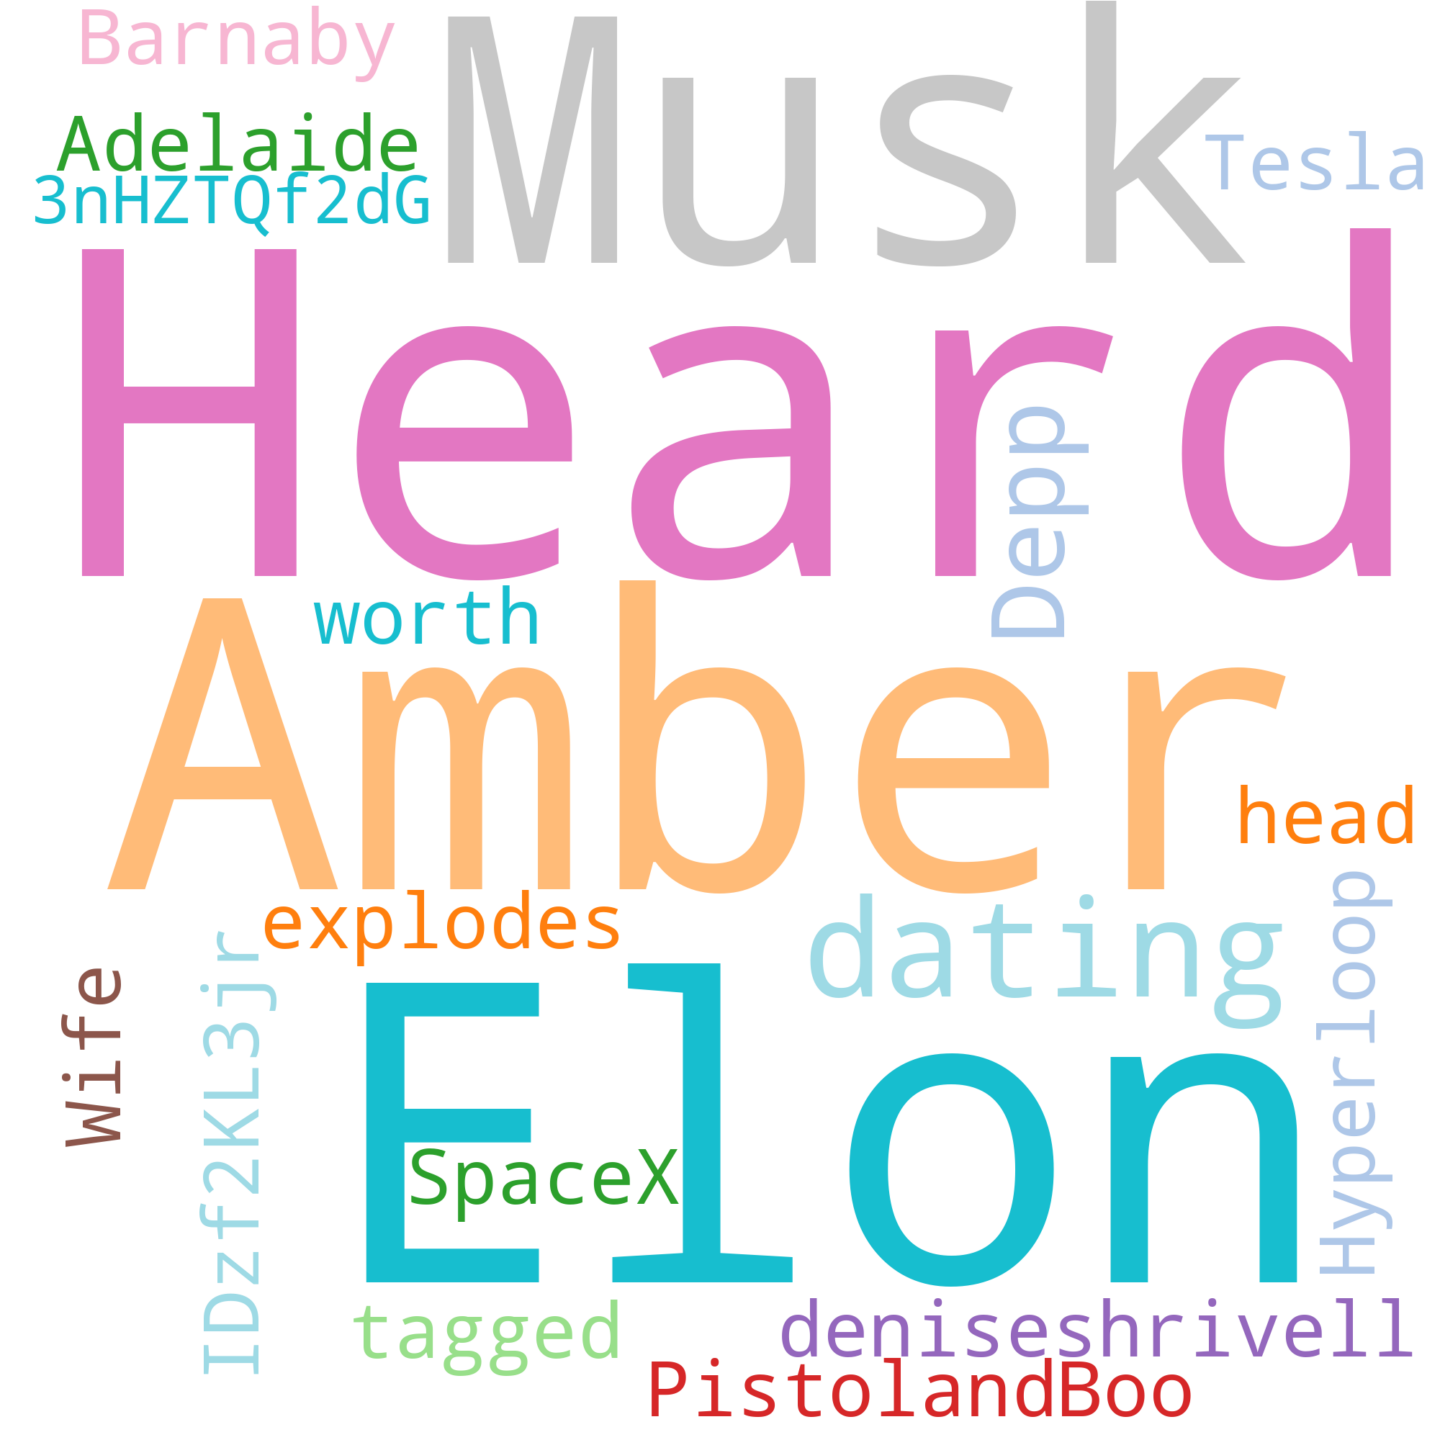 Barnaby
Musk
Adelaide
Tesla
3nHZTQf2dG
Heard
Depp
worth
Amber
head
explodes
dating
Hyperloop
Wife
IDzf2KL3jr
Elon
SpaceX
tagged
deniseshrivell
PistolandBoo